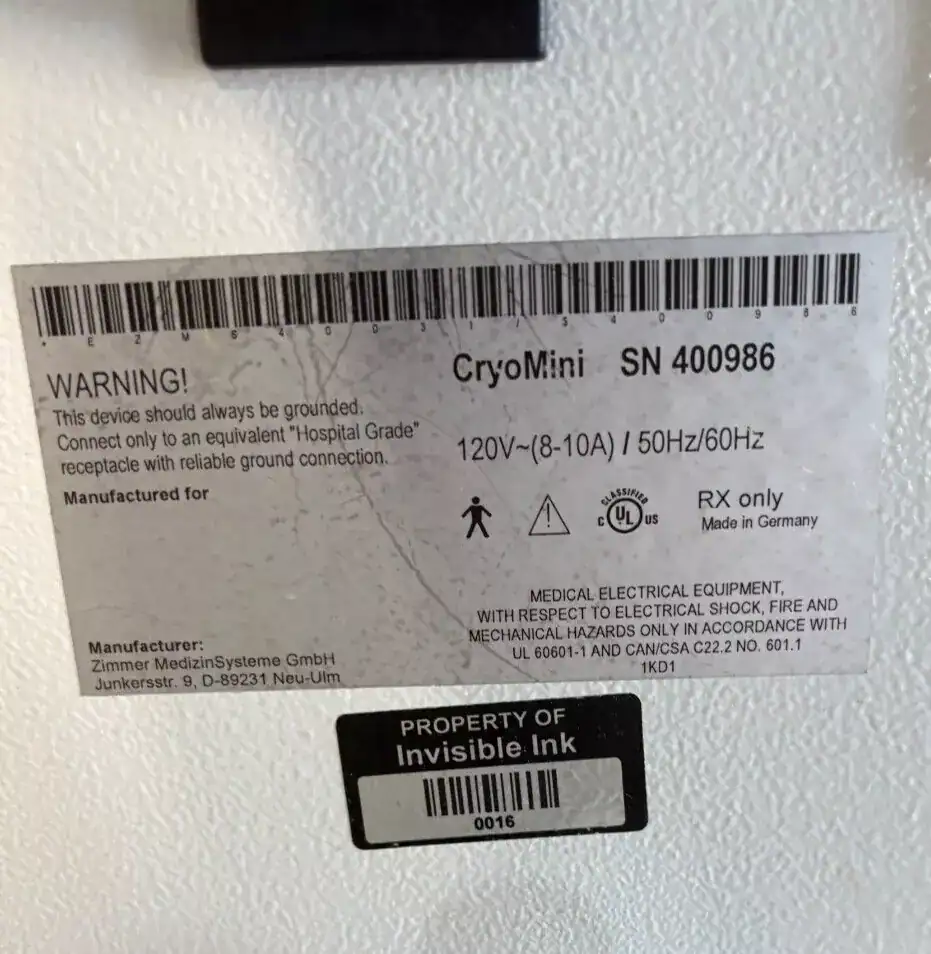 WARNING!
This device should always be grounded.
Connect only to an equivalent "Hospital Grade"
receptacle with reliable ground connection.
Manufactured for
Manufacturer:
Zimmer MedizinSysteme GmbH
Junkersstr. 9, D-89231 Neu-Ulm
CryoMini SN 400986
120V~(8-10A) / 50Hz/60Hz
CLASSIFIED
C UL US
RX only
Made in Germany
MEDICAL ELECTRICAL EQUIPMENT,
WITH RESPECT TO ELECTRICAL SHOCK, FIRE AND
MECHANICAL HAZARDS ONLY IN ACCORDANCE WITH
UL 60601-1 AND CAN/CSA C22.2 NO. 601.1
1KD1
PROPERTY OF
Invisible Ink
0016